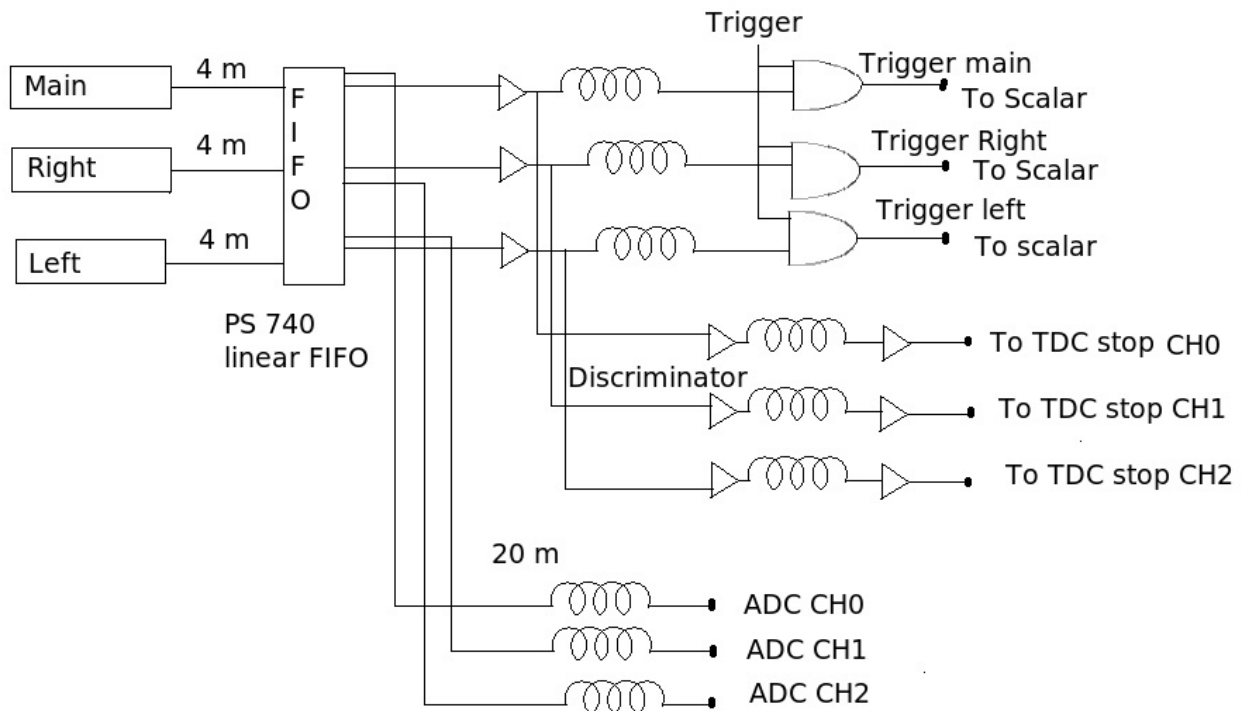 Trigger
Main
4 m
F
I
F
O
Trigger main
To Scalar
Right
4 m
Trigger Right
To Scalar
Left
4 m
Trigger left
To scalar
PS 740
linear FIFO
To TDC stop CH0
Discriminator
To TDC stop CH1
To TDC stop CH2
20 m
ADC CH0
ADC CH1
ADC CH2